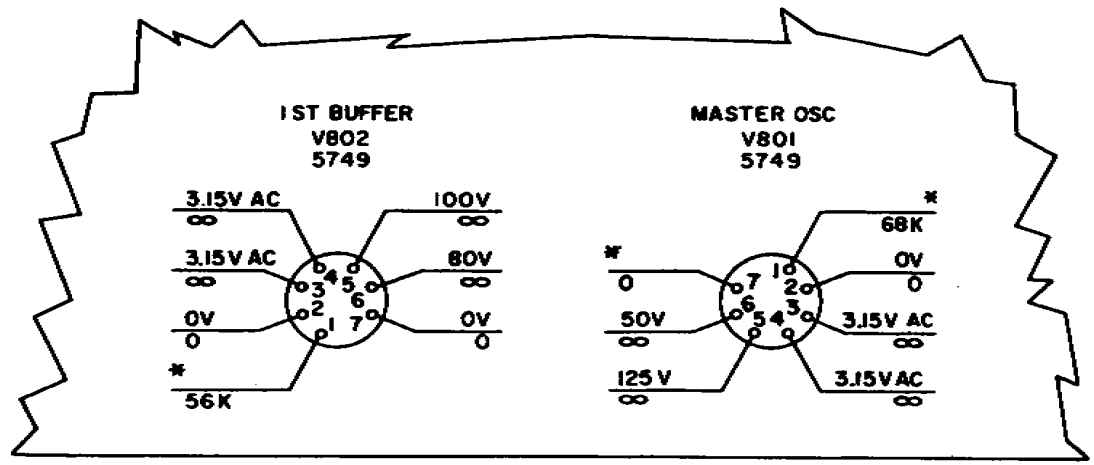 1ST BUFFER
V802
5749
MASTER OSC
V801
5749
3.15V AC
∞
3.15V AC
∞
0V
0
*
56K
100V
∞
80V
∞
0V
0
4
5
3
6
2
7
1
*
0
50V
∞
125V
∞
*
68K
0V
0
3.15V AC
∞
3.15V AC
∞
1
7
2
6
3
5
4